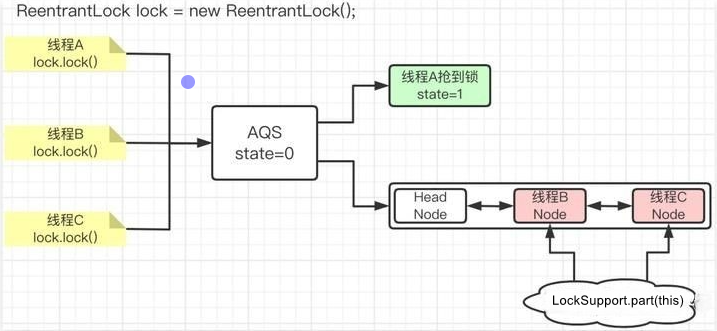 ReentrantLock lock = new ReentrantLock();
线程A
lock.lock()
线程B
lock.lock()
线程C
lock.lock()
AQS
state=0
线程A抢到锁
state=1
Head
Node
线程B
Node
线程C
Node
LockSupport.part(this)